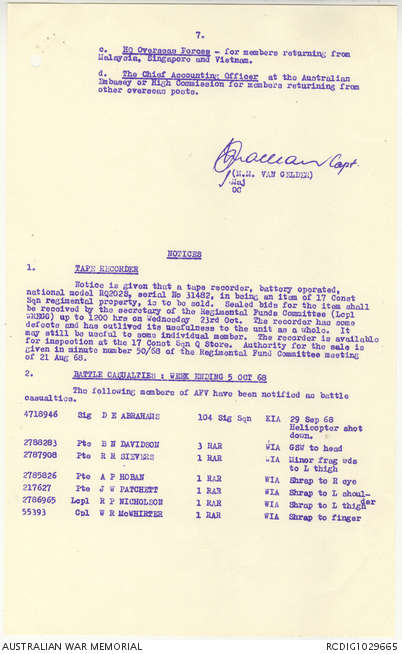 7.
c. HQ Overseas Forces - for members returning from
Malaysia, Singapore and Vietnam.
d. The Chief Accounting Officer at the Australian
Embassy or High Commission for members returining from
other overseas posts.
Capt.
(M.M. VAN GELDER)
Maj
OC
NOTICES
1. TAPE RECORDER
Notice is given that a tape recorder, battery operated,
national model RQ202S, serial No 31482, in being an item of 17 Const
Sqn regimental property, is to be sold. Sealed bids for the item shall
be received by the secretary of the Regimental Funds Committee (Lcpl
) up to 1200 hrs on Wednesday 23rd Oct. The recorder has some
defects and has outlived its usefulness to the unit as a whole. It
may still be useful to some individual member. The recorder is available
for inspection at the 17 Const Sqn Q Store. Authority for the sale is
given in minute number 50/68 of the Regimental Fund Committee meeting
of 21 Aug 68.
2. BATTLE CASUALTIES : WEEK ENDING 5 OCT 68
The following members of AFV have been notified as battle
casualties.
4718946 Sig D E ABRAHAMS 104 Sig Sqn KIA 29 Sep 68
Helicopter shot
down.
2788283 Pte B N DAVIDSON 3 RAR WIA GSW to head
2787908 Pte R R SIEVERS 1 RAR WIA Minor frag wds
to L thigh
2785826 Pte A P HOBAN 1 RAR WIA Shrap to R eye
217627 Pte J W PATCHETT 1 RAR WIA Shrap to L shoul-
der
2786965 Lcpl R P NICHOLSON 1 RAR WIA Shrap to L thigh
55393 Cpl W R McWHIRTER 1 RAR WIA Shrap to finger
AUSTRALIAN WAR MEMORIAL RCDIG1029665